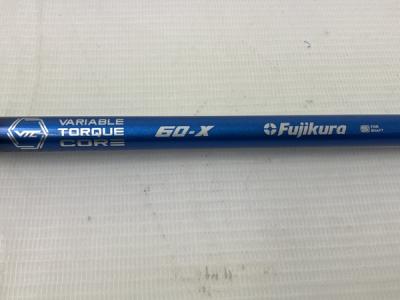 VTC
VARIABLE
TORQUE
CORE
60-X
Fujikura